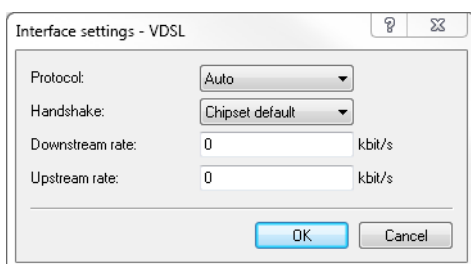 Interface settings - VDSL
Protocol: Auto
Handshake: Chipset default
Downstream rate: 0 kbit/s
Upstream rate: 0 kbit/s
OK Cancel